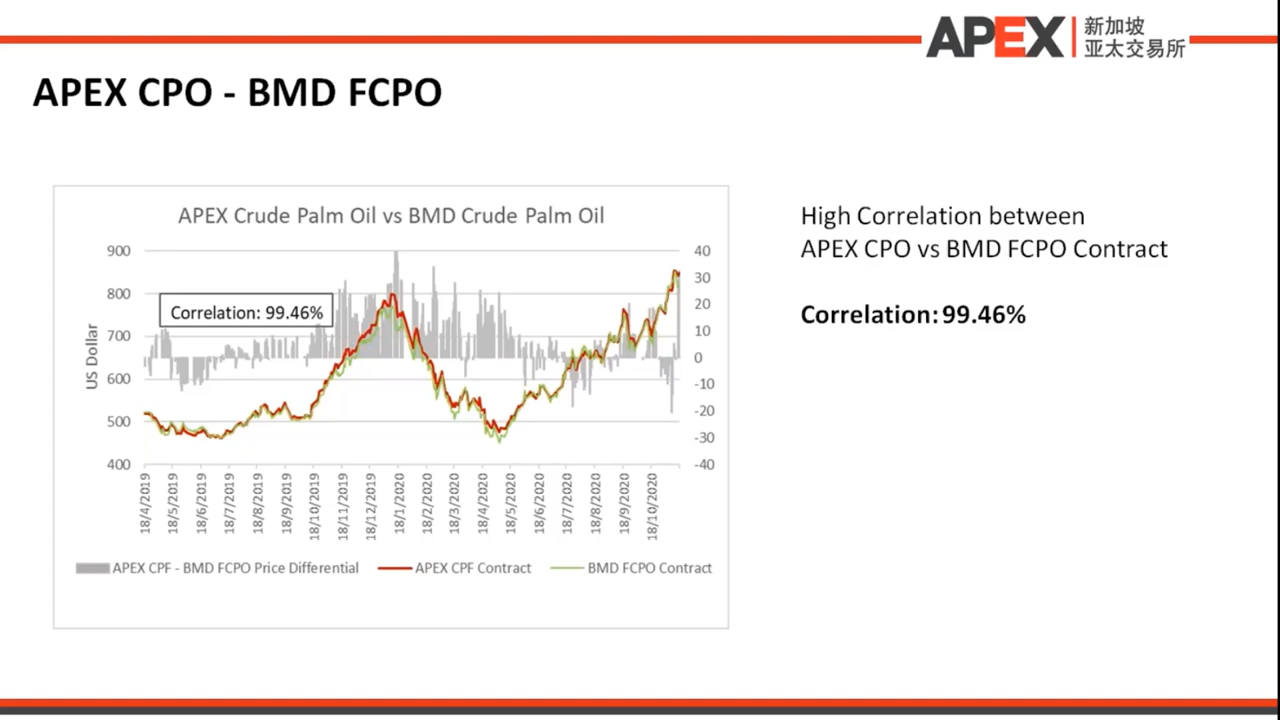 APEX 新加坡
亚太交易所
APEX CPO - BMD FCPO
APEX Crude Palm Oil vs BMD Crude Palm Oil
900
800
700
600
500
400
US Dollar
40
30
20
10
0
-10
-20
-30
-40
Correlation: 99.46%
18/4/2019
18/5/2019
18/6/2019
18/7/2019
18/8/2019
18/9/2019
18/10/2019
18/11/2019
18/12/2019
18/1/2020
18/2/2020
18/3/2020
18/4/2020
18/5/2020
18/6/2020
18/7/2020
18/8/2020
18/9/2020
18/10/2020
APEX CPF - BMD FCPO Price Differential
APEX CPF Contract
BMD FCPO Contract
High Correlation between
APEX CPO vs BMD FCPO Contract
Correlation: 99.46%